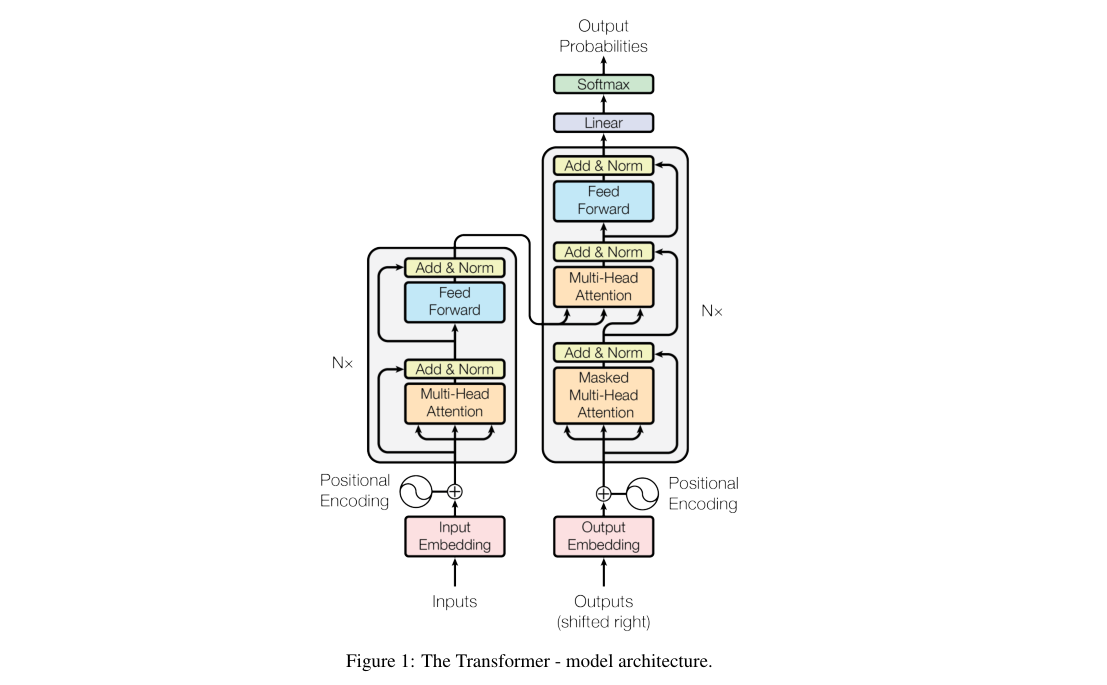 Output
Probabilities
Softmax
Linear
Add & Norm
Feed
Forward
Add & Norm
Multi-Head
Attention
Nx
Add & Norm
Masked
Multi-Head
Attention
Add & Norm
Feed
Forward
Nx
Add & Norm
Multi-Head
Attention
Positional
Encoding
Positional
Encoding
Input
Embedding
Output
Embedding
Inputs
Outputs
(shifted right)
Figure 1: The Transformer - model architecture.